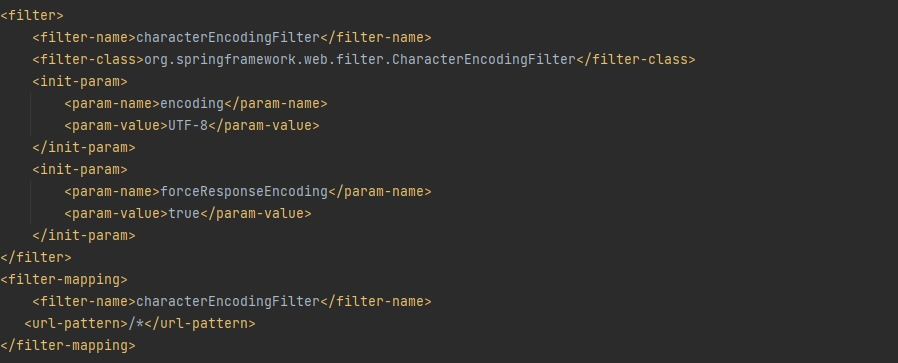 <filter>
    <filter-name>characterEncodingFilter</filter-name>
    <filter-class>org.springframework.web.filter.CharacterEncodingFilter</filter-class>
    <init-param>
        <param-name>encoding</param-name>
        <param-value>UTF-8</param-value>
    </init-param>
    <init-param>
        <param-name>forceResponseEncoding</param-name>
        <param-value>true</param-value>
    </init-param>
</filter>
<filter-mapping>
    <filter-name>characterEncodingFilter</filter-name>
   <url-pattern>/*</url-pattern>
</filter-mapping>